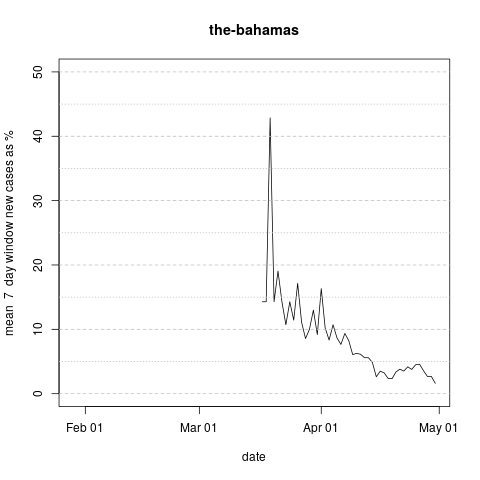 the-bahamas
mean 7 day window new cases as %
50
40
30
20
10
0
Feb 01
Mar 01
Apr 01
May 01
date